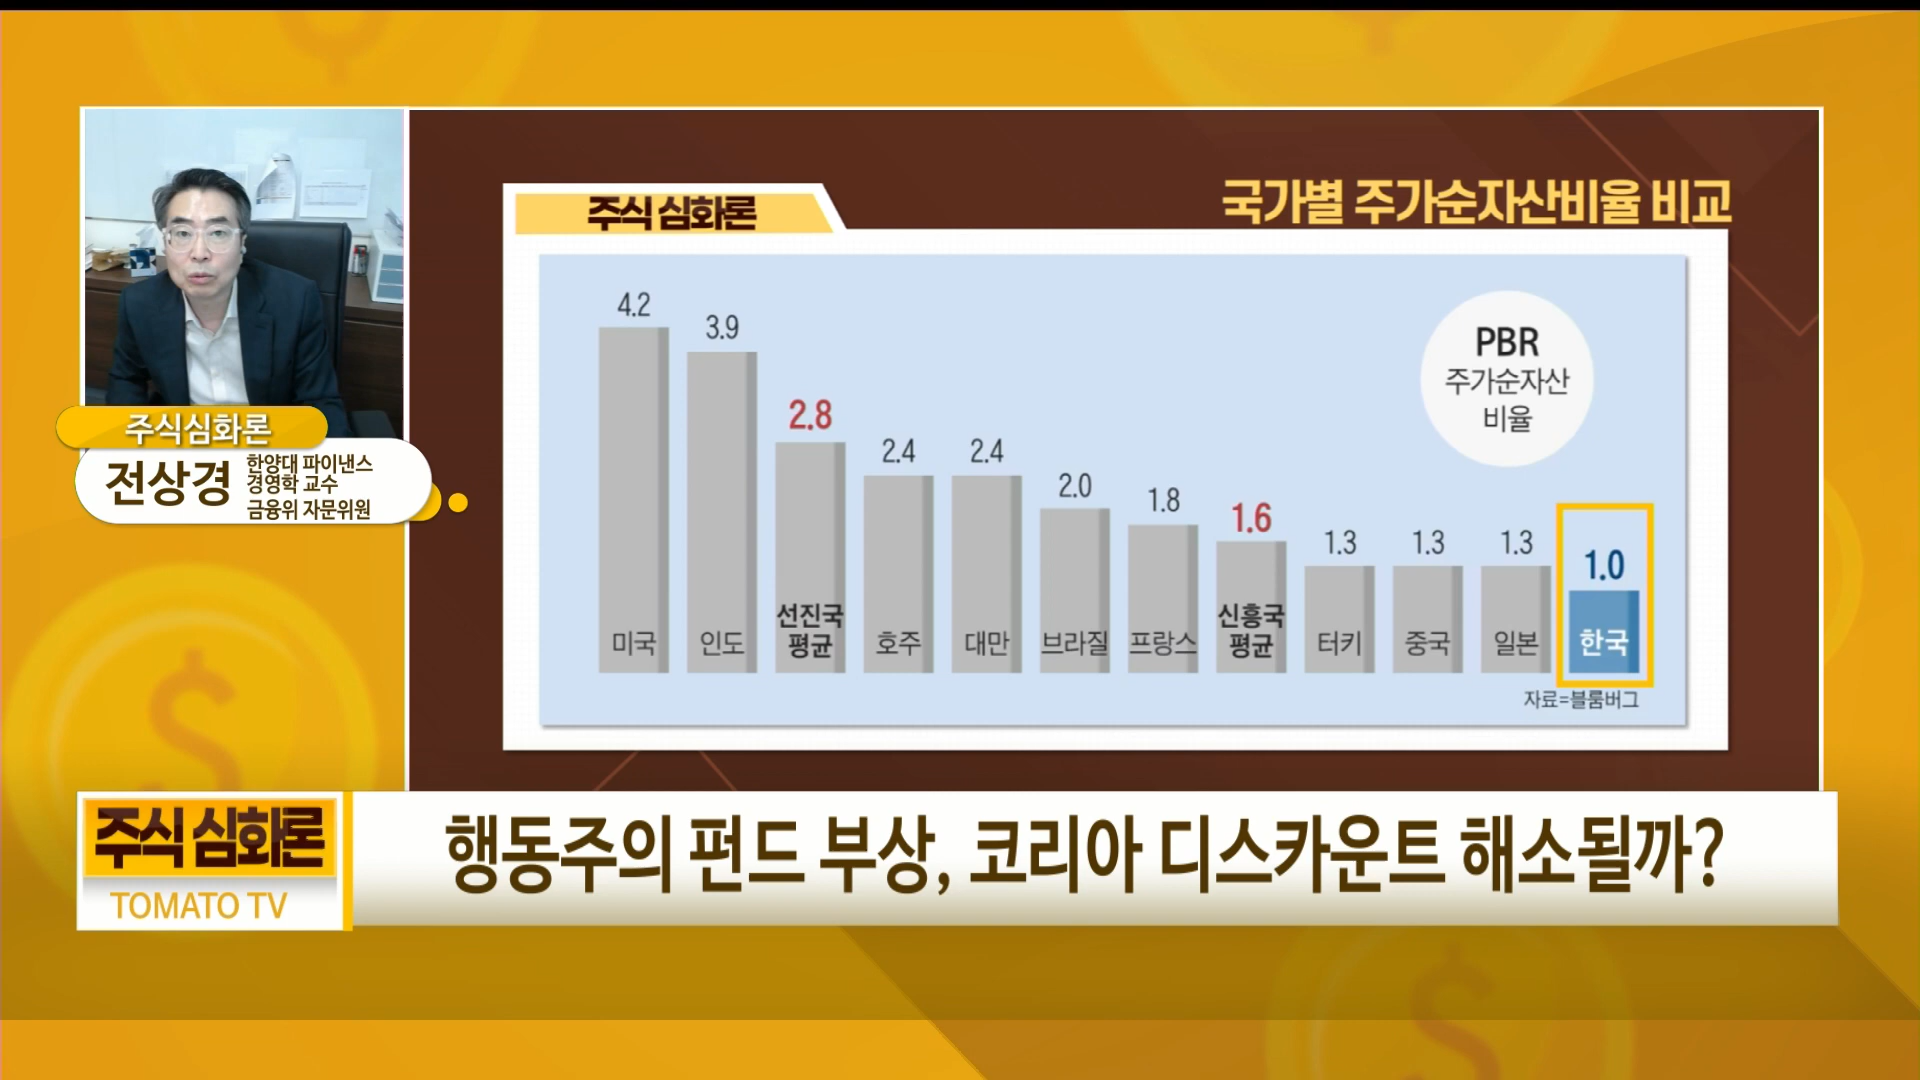 주식 심화론
국가별 주가순자산비율 비교
4.2
3.9
2.8
2.4
2.4
2.0
1.8
1.6
1.3
1.3
1.3
1.0
PBR
주가순자산
비율
미국
인도
선진국
평균
호주
대만
브라질
프랑스
신흥국
평균
터키
중국
일본
한국
자료=블룸버그
주식심화론
전상경
한양대 파이낸스
경영학 교수
금융위 자문위원
주식 심화론
TOMATO TV
행동주의 펀드 부상, 코리아 디스카운트 해소될까?